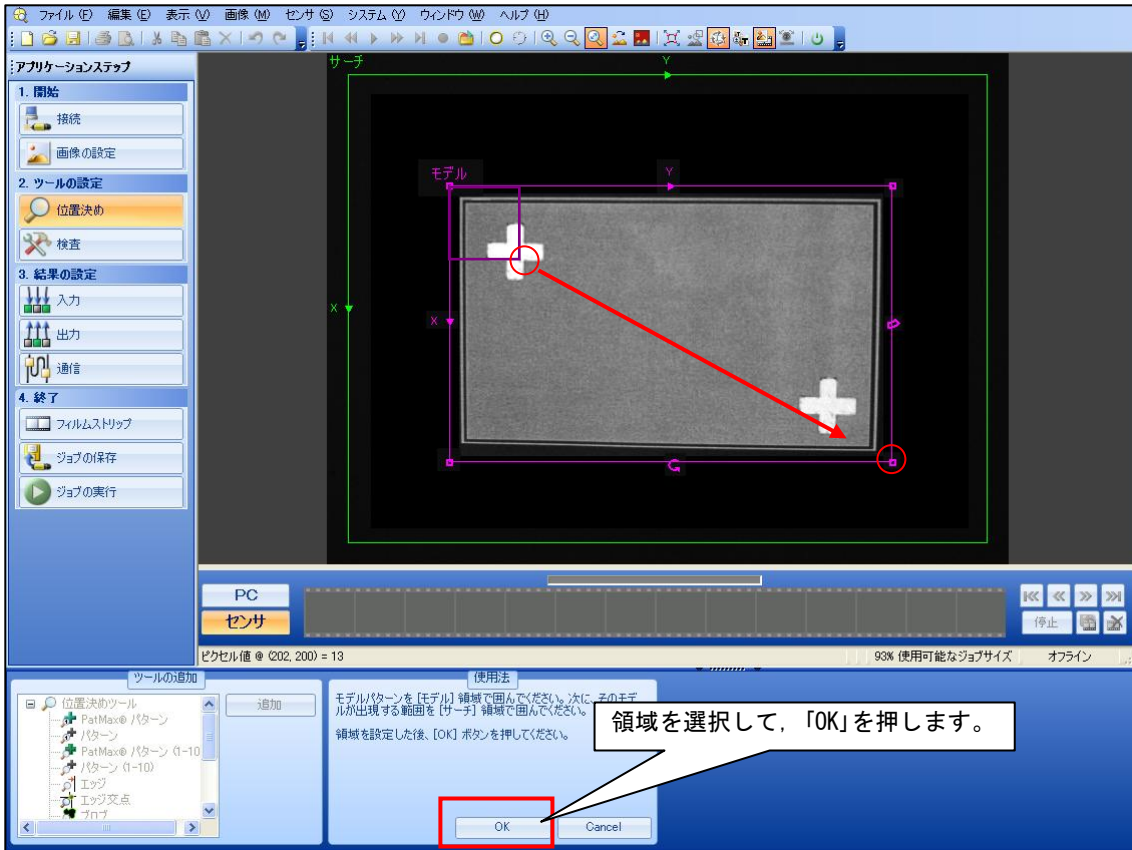 ファイル(F) 編集(E) 表示(V) 画像(M) センサ(S) システム(Y) ウィンドウ(W) ヘルプ(H)
アプリケーションステップ
1. 開始
接続
画像の設定
2. ツールの設定
位置決め
検査
3. 結果の設定
入力
出力
通信
4. 終了
フィルムストリップ
ジョブの保存
ジョブの実行
サーチ
Y
X
モデル
Y
X
PC
センサ
停止
ピクセル値 @ (202, 200) = 13
93% 使用可能なジョブサイズ
オフライン
ツールの追加
位置決めツール
PatMax® パターン
パターン
PatMax® パターン (1-10
パターン (1-10)
エッジ
エッジ交点
ブロブ
追加
使用法
モデルパターンを [モデル] 領域で囲んでください。次に、そのモデ
ルが出現する範囲を [サーチ] 領域で囲んでください。
領域を設定した後、[OK] ボタンを押してください。
OK
Cancel
領域を選択して,「OK」を押します。